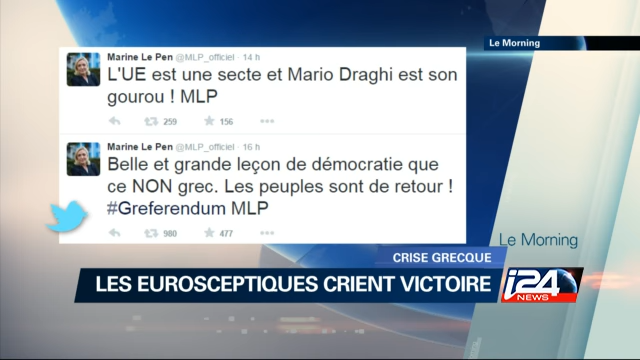 Le Morning
Marine Le Pen @MLP_officiel · 14 h
L'UE est une secte et Mario Draghi est son
gourou ! MLP
259 156
Marine Le Pen @MLP_officiel · 16 h
Belle et grande leçon de démocratie que
ce NON grec. Les peuples sont de retour !
#Greferendum MLP
980 477
Le Morning
CRISE GRECQUE
LES EUROSCEPTIQUES CRIENT VICTOIRE
i24
NEWS